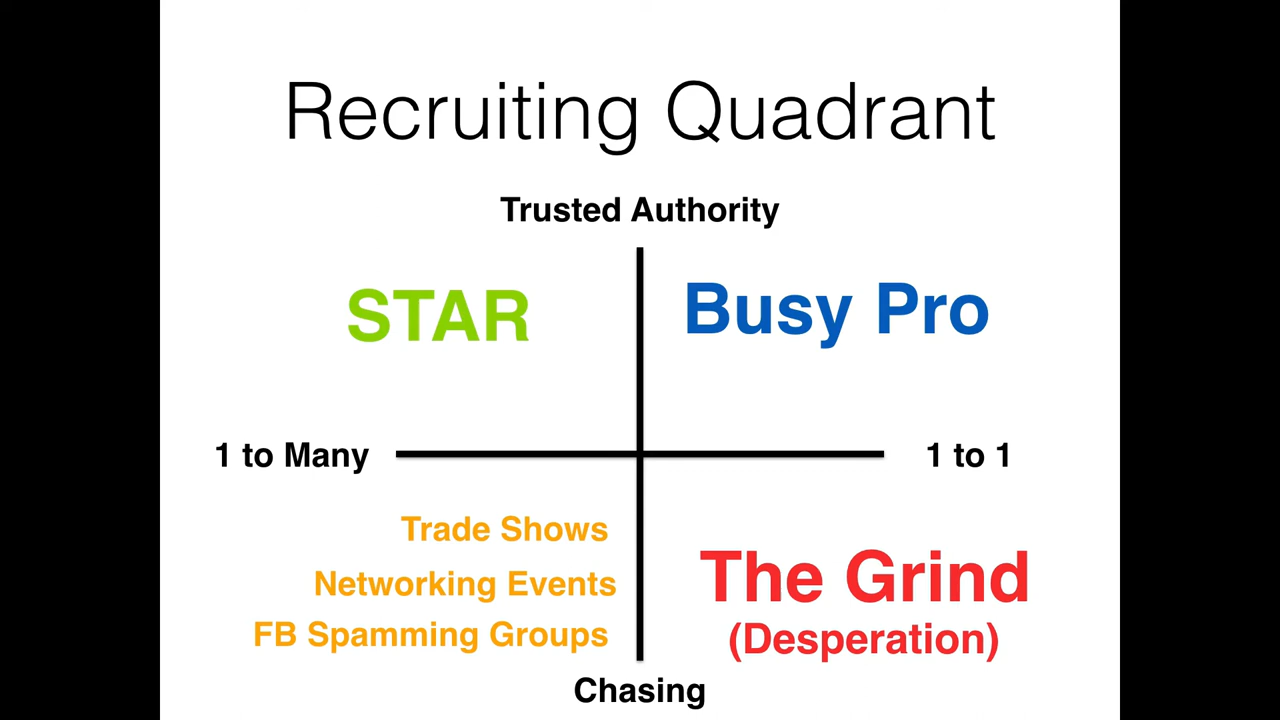 Recruiting Quadrant
Trusted Authority
STAR
Busy Pro
1 to Many
1 to 1
Trade Shows
Networking Events
FB Spamming Groups
The Grind
(Desperation)
Chasing